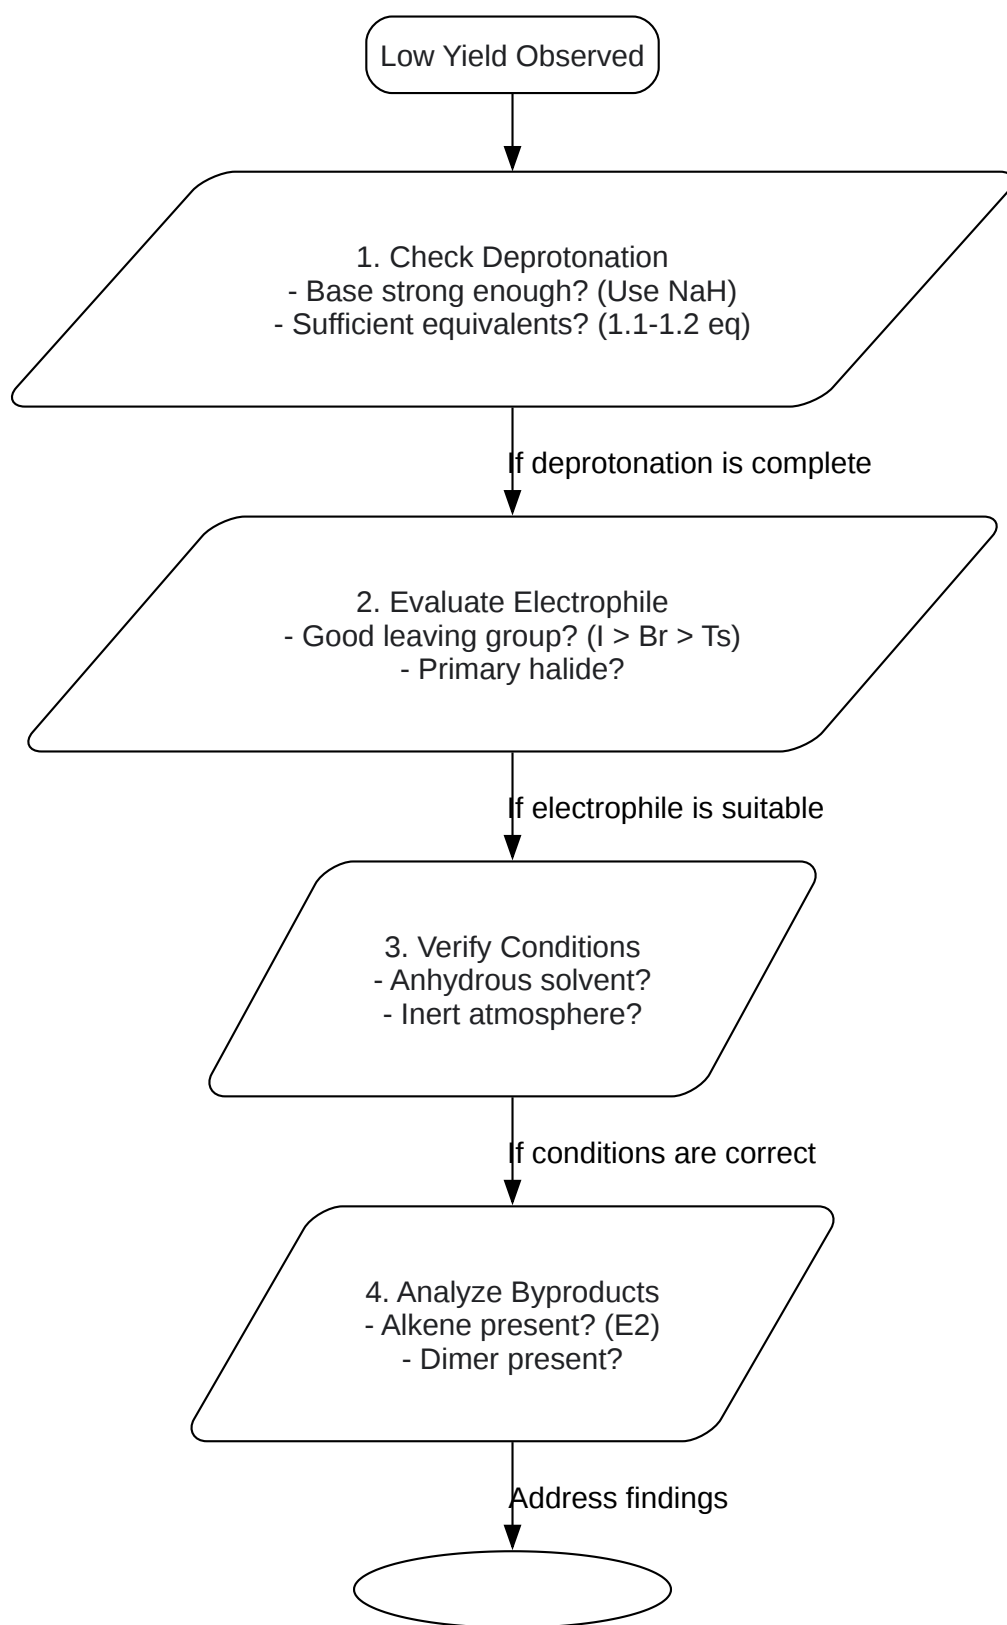 Low Yield Observed
1. Check Deprotonation
- Base strong enough? (Use NaH)
- Sufficient equivalents? (1.1-1.2 eq)
If deprotonation is complete
2. Evaluate Electrophile
- Good leaving group? (I > Br > Ts)
- Primary halide?
If electrophile is suitable
3. Verify Conditions
- Anhydrous solvent?
- Inert atmosphere?
If conditions are correct
4. Analyze Byproducts
- Alkene present? (E2)
- Dimer present?
Address findings